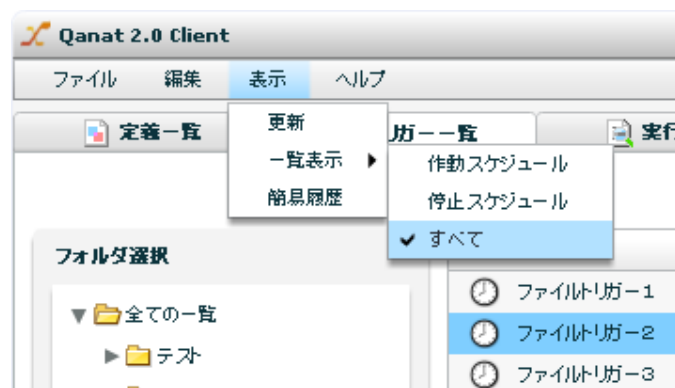 Qanat 2.0 Client
ファイル 編集 表示 ヘルプ
定義一覧 リガー一覧 実行
更新
一覧表示
簡易履歴
作動スケジュール
停止スケジュール
すべて
フォルダ選択
全ての一覧
テスト
ファイルトリガー1
ファイルトリガー2
ファイルトリガー3